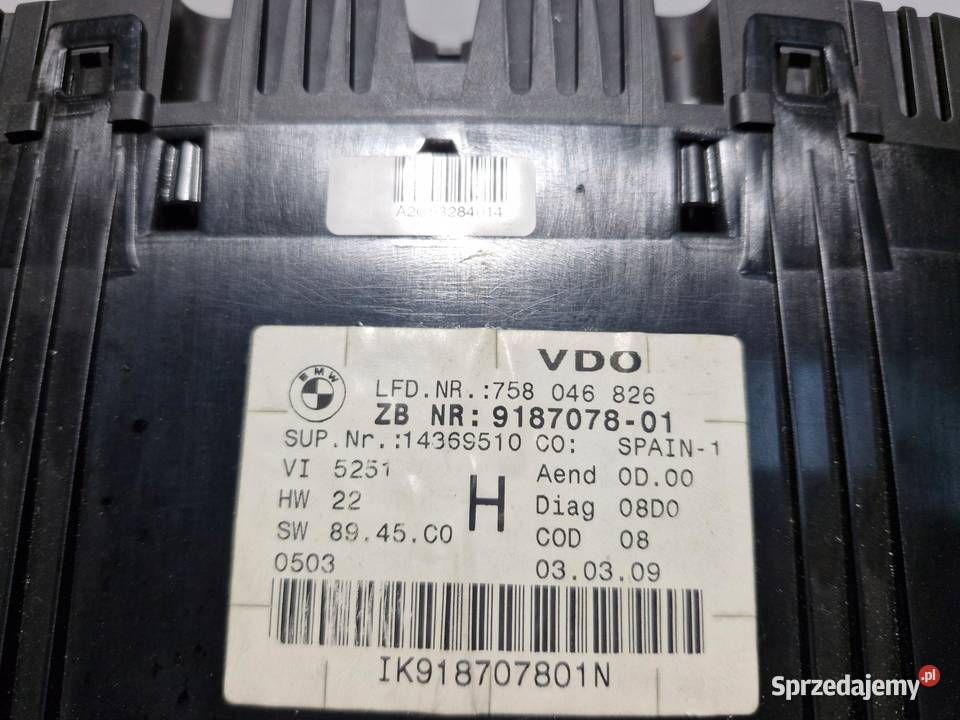 VDO
BMW
LFD.NR.:758 046 826
ZB NR: 9187078-01
SUP.Nr.:14369510 CO: SPAIN-1
VI 5251 Aend 0D.00
HW 22 H Diag 08D0
SW 89.45.C0 COD 08
0503 03.03.09
IK918707801N
Sprzedajemy.pl